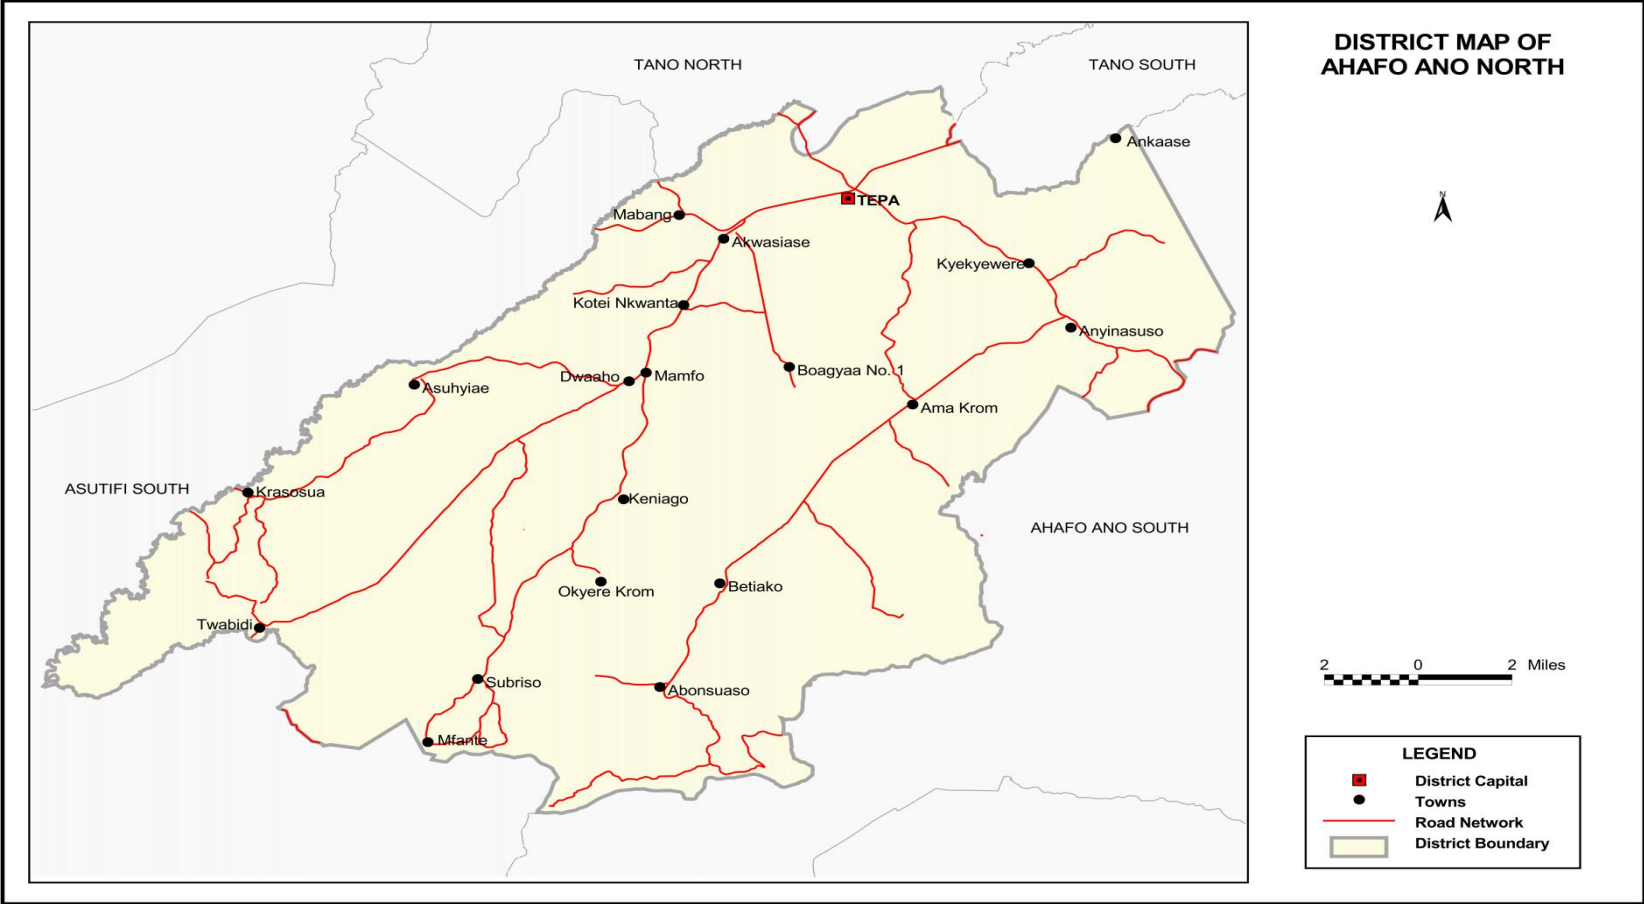 DISTRICT MAP OF
AHAFO ANO NORTH
TANO NORTH
TANO SOUTH
Ankaase
TEPA
Mabang
Akwasiase
Kyekyewere
Kotei Nkwanta
Anyinasuso
Boagyaa No. 1
Dwaaho
Mamfo
Asuhyiae
Ama Krom
ASUTIFI SOUTH
Krasosua
Keniago
AHAFO ANO SOUTH
Okyere Krom
Betiako
Twabidi
Subriso
Abonsuaso
Mfante
N
2 0 2 Miles
LEGEND
District Capital
Towns
Road Network
District Boundary